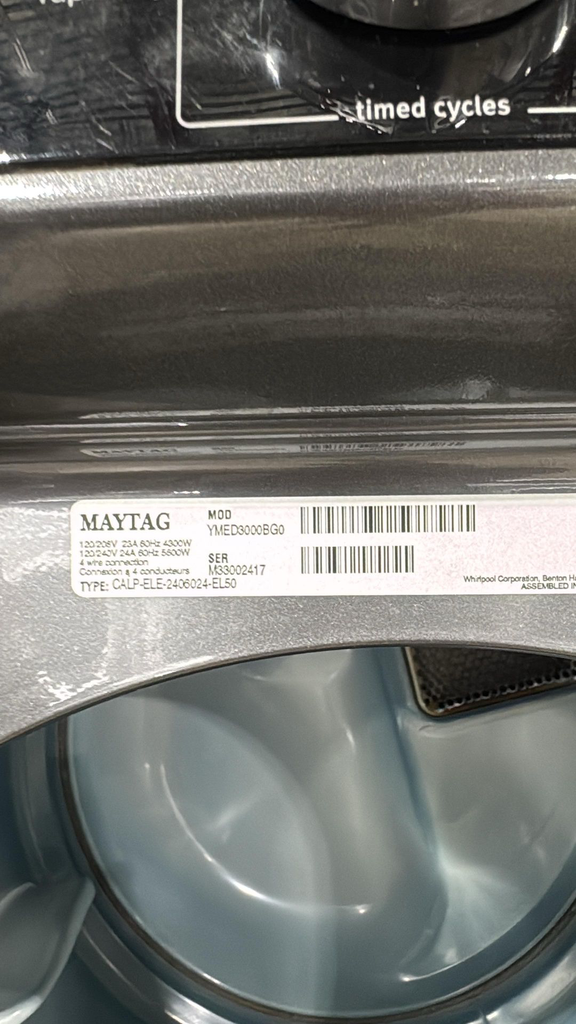 timed cycles
MAYTAG
MOD
YMED3000BG0
120/208V 23A 60Hz 4300W
120/240V 24A 60Hz 5600W
4 wire connection
Connexion à 4 conducteurs
SER
M33002417
TYPE: CALP-ELE-2406024-EL50
Whirlpool Corporation, Benton
ASSEMBLED IN